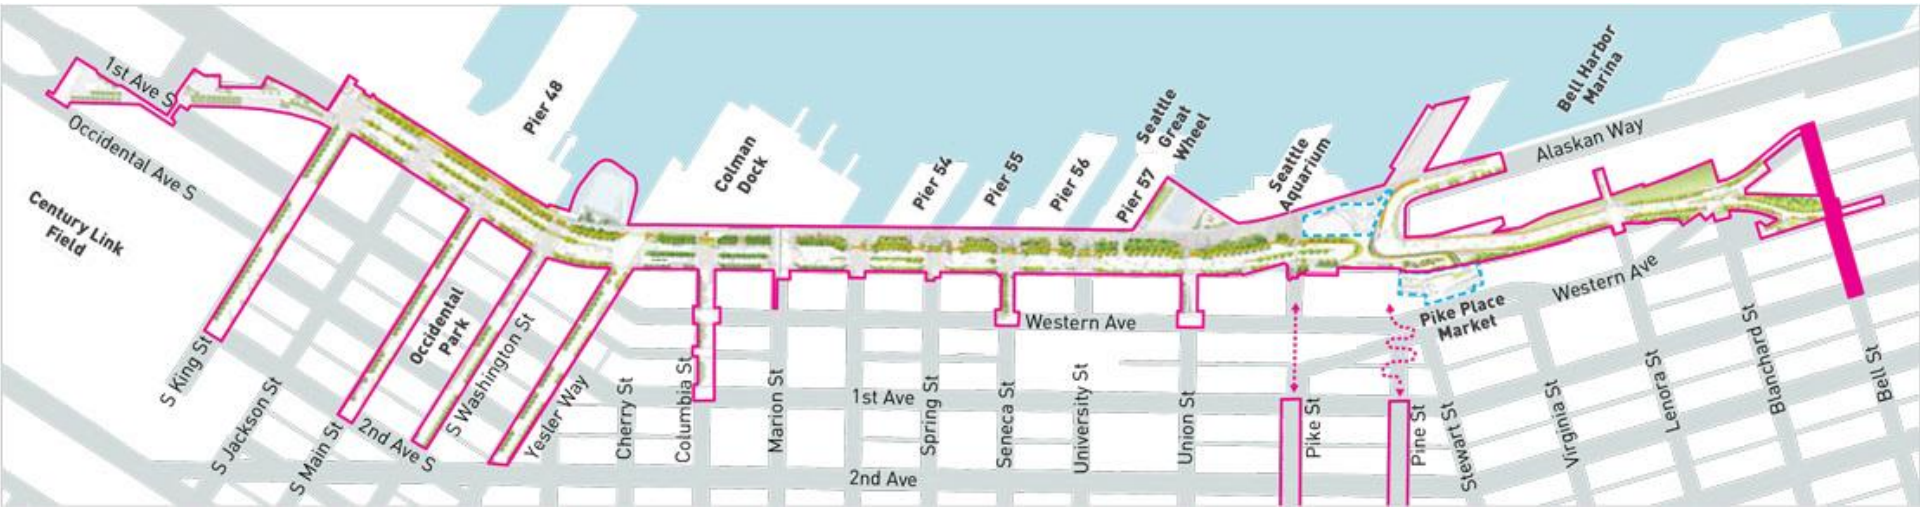 1st Ave S
Occidental Ave S
Century Link
Field
Pier 48
Colman
Dock
Pier 54
Pier 55
Pier 56
Pier 57
Seattle
Great
Wheel
Seattle
Aquarium
Bell Harbor
Marina
Alaskan Way
Western Ave
Pike Place
Market
Western Ave
Occidental
Park
S King St
S Jackson St
S Main St
2nd Ave S
S Washington St
Yesler Way
Cherry St
Columbia St
Marion St
1st Ave
2nd Ave
Spring St
Seneca St
University St
Union St
Pike St
Pine St
Stewart St
Virginia St
Lenora St
Blanchard St
Bell St